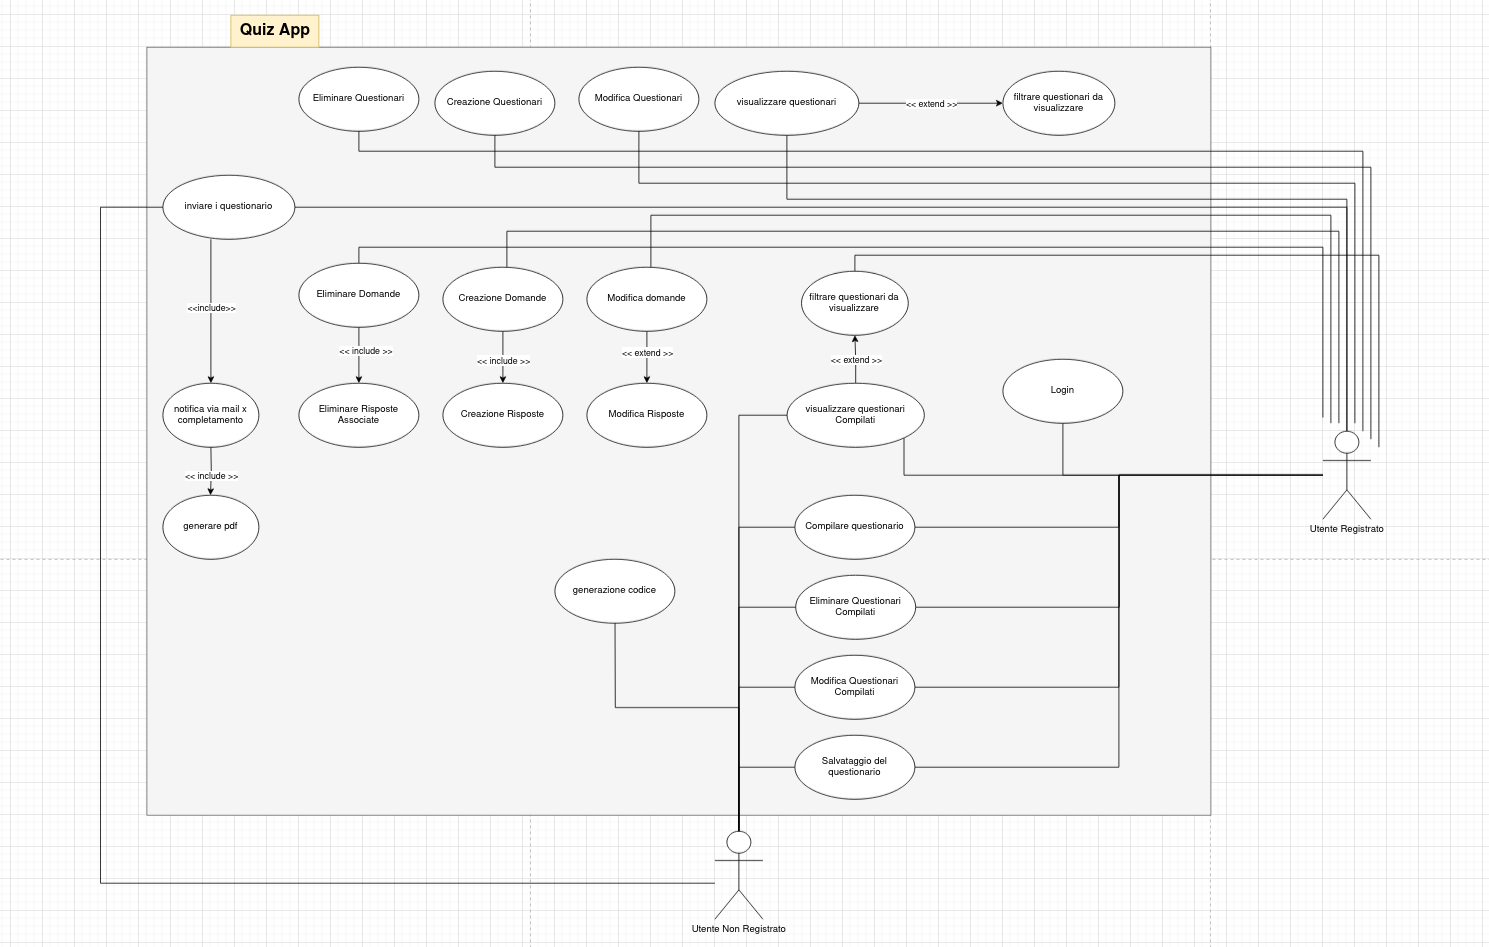 Quiz App
Eliminare Questionari
Creazione Questionari
Modifica Questionari
visualizzare questionari
<< extend >>
filtrare questionari da
visualizzare
inviare i questionario
<<include>>
notifica via mail x
completamento
<< include >>
generare pdf
Eliminare Domande
<< include >>
Eliminare Risposte
Associate
Creazione Domande
<< include >>
Creazione Risposte
Modifica domande
<< extend >>
Modifica Risposte
filtrare questionari da
visualizzare
<< extend >>
visualizzare questionari
Compilati
Login
Utente Registrato
Compilare questionario
generazione codice
Eliminare Questionari
Compilati
Modifica Questionari
Compilati
Salvataggio del
questionario
Utente Non Registrato